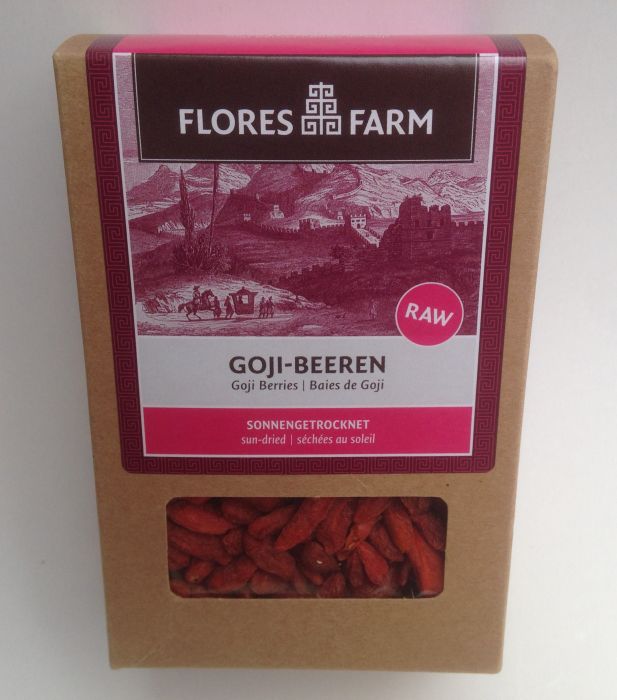 FLORES FARM
RAW
GOJI-BEEREN
Goji Berries | Baies de Goji
SONNENGETROCKNET
sun-dried | séchées au soleil